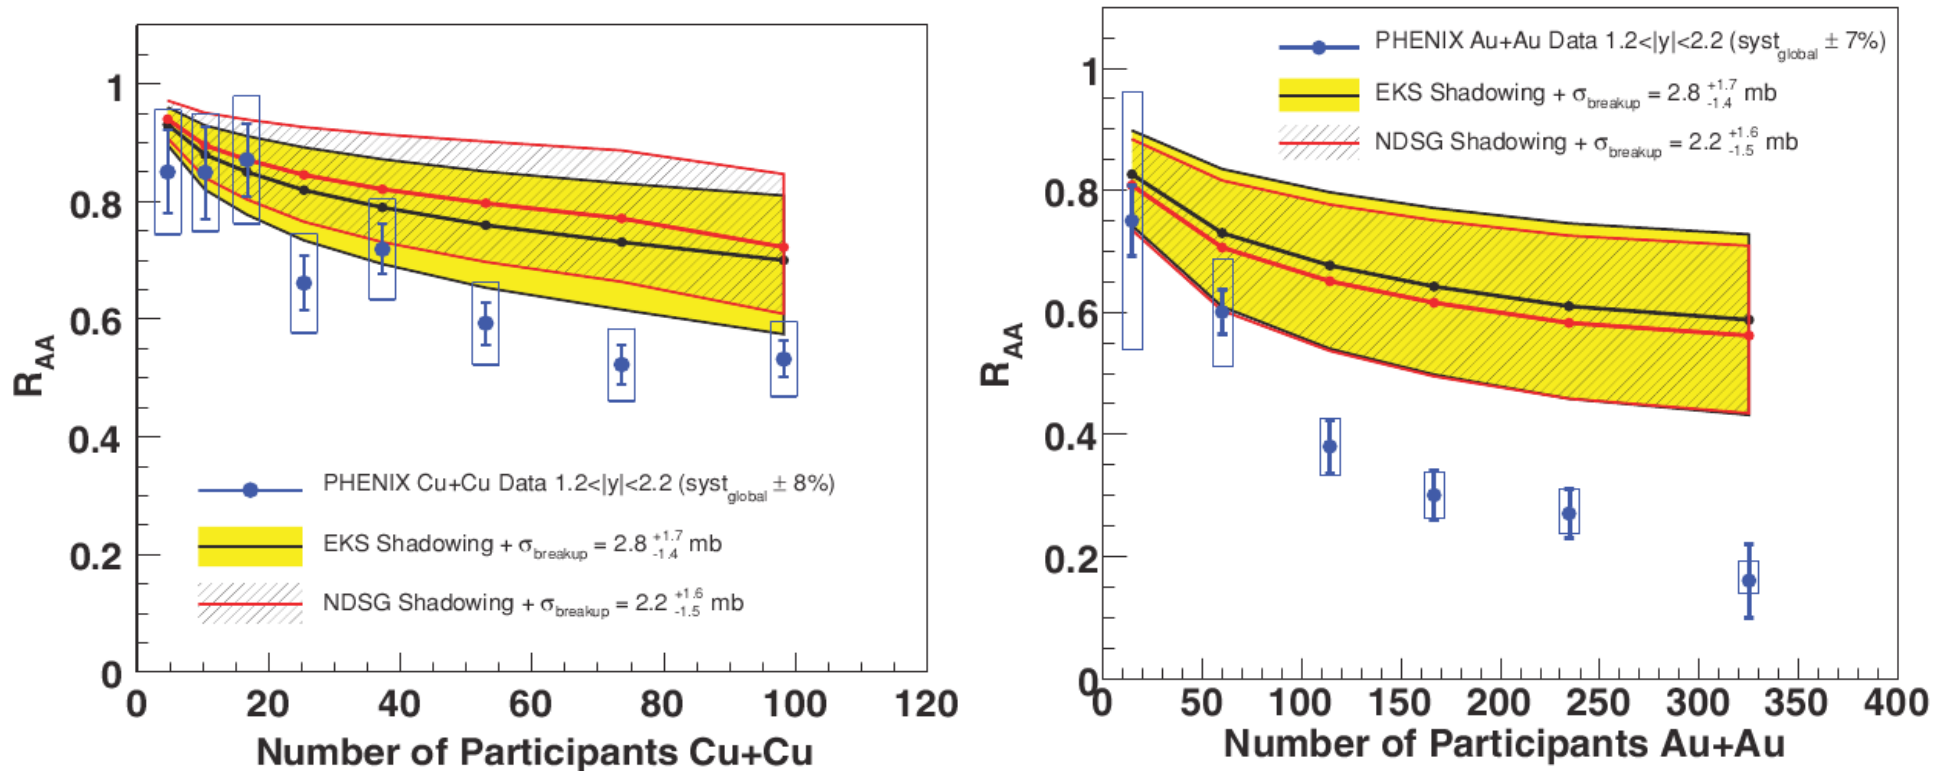 1
0.8
0.6
0.4
0.2
0
R_AA
0 20 40 60 80 100 120
Number of Participants Cu+Cu
PHENIX Cu+Cu Data 1.2<|y|<2.2 (syst_global ± 8%)
EKS Shadowing + σ_breakup = 2.8 +1.7 -1.4 mb
NDSG Shadowing + σ_breakup = 2.2 +1.6 -1.5 mb
PHENIX Au+Au Data 1.2<|y|<2.2 (syst_global ± 7%)
EKS Shadowing + σ_breakup = 2.8 +1.7 -1.4 mb
NDSG Shadowing + σ_breakup = 2.2 +1.6 -1.5 mb
1
0.8
0.6
0.4
0.2
0
R_AA
0 50 100 150 200 250 300 350 400
Number of Participants Au+Au